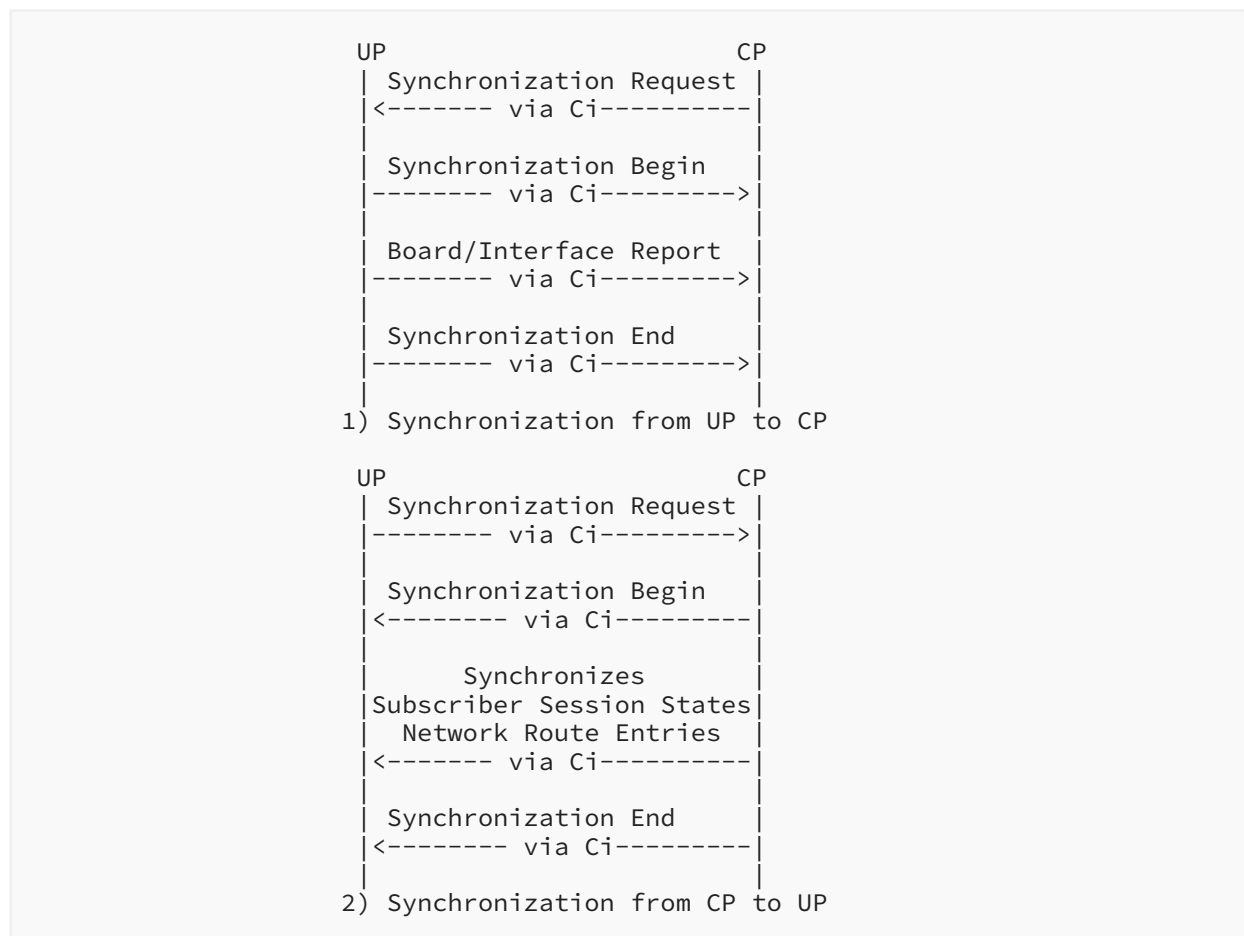 UP                       CP
| Synchronization Request |
|<------- via Ci----------|
|                         |
| Synchronization Begin   |
|-------- via Ci--------->|
|                         |
| Board/Interface Report  |
|-------- via Ci--------->|
|                         |
| Synchronization End     |
|-------- via Ci--------->|
|                         |
1) Synchronization from UP to CP
UP                       CP
| Synchronization Request |
|-------- via Ci--------->|
|                         |
| Synchronization Begin   |
|<-------- via Ci---------|
|                         |
|      Synchronizes       |
|Subscriber Session States|
|  Network Route Entries  |
|<------- via Ci----------|
|                         |
| Synchronization End     |
|<-------- via Ci---------|
|                         |
2) Synchronization from CP to UP